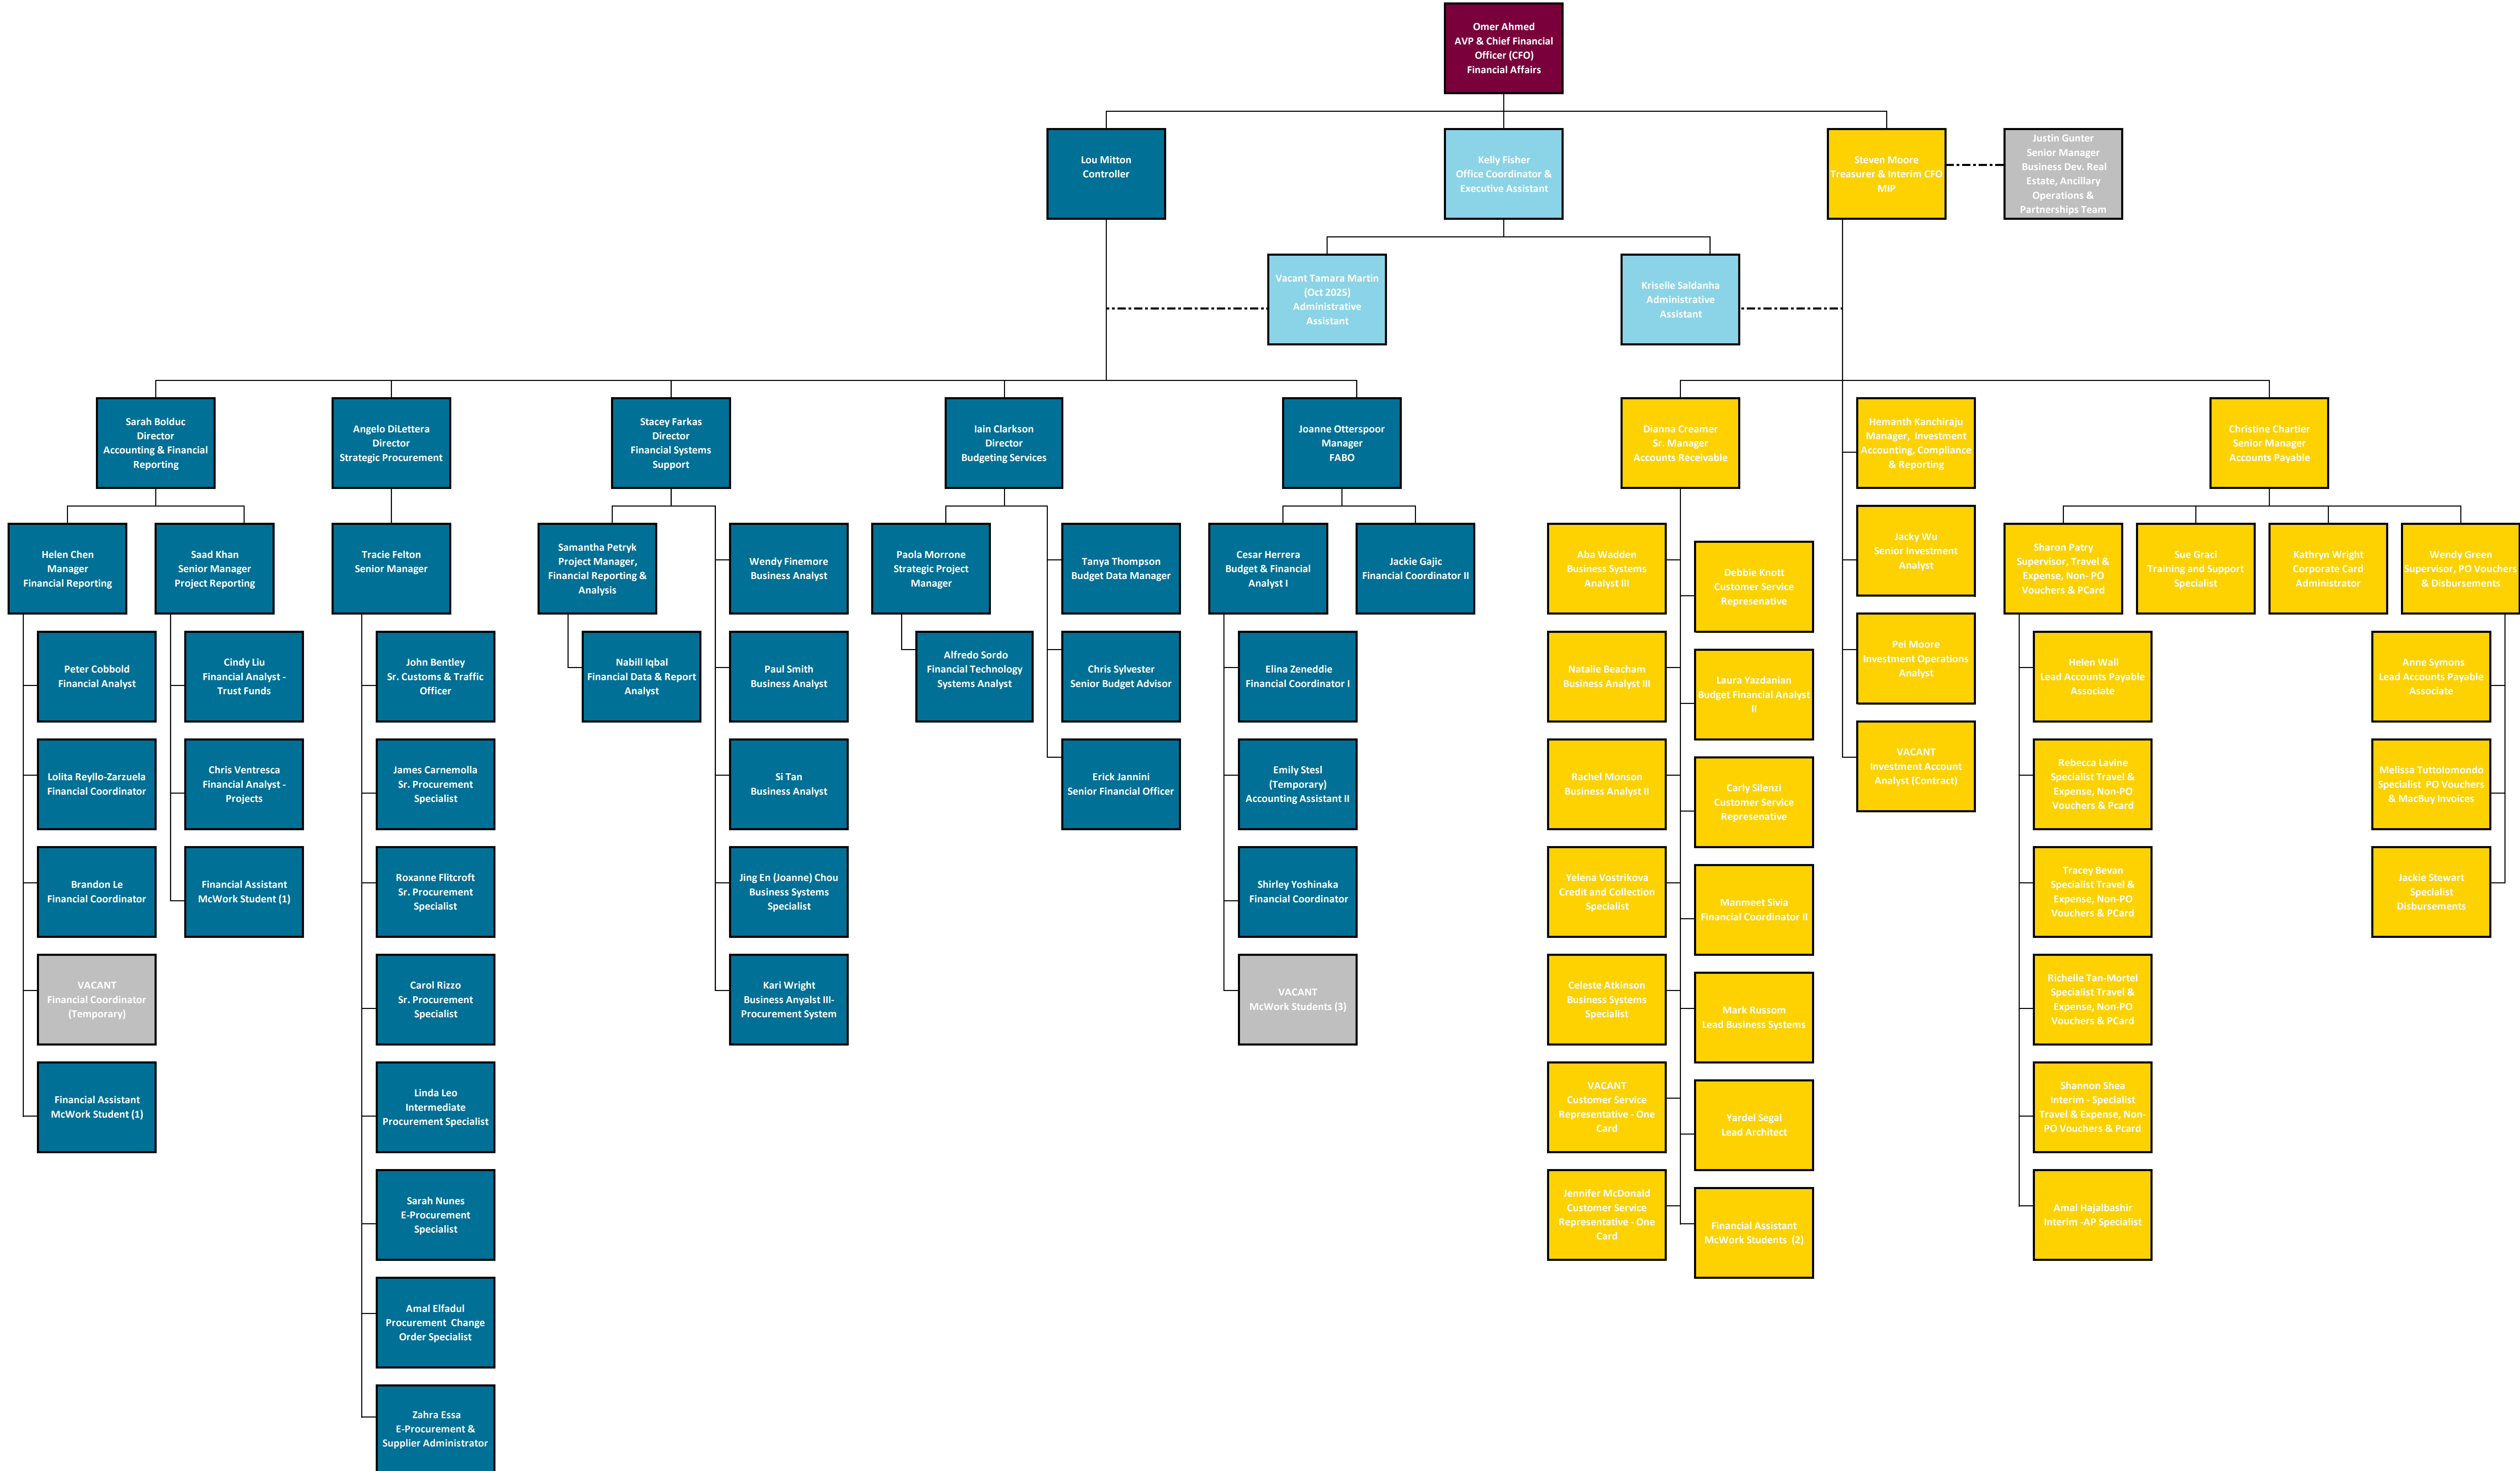 Omer Ahmed
AVP & Chief Financial
Officer (CFO)
Financial Affairs
Lou Mitton
Controller
Kelly Fisher
Office Coordinator &
Executive Assistant
Steven Moore
Treasurer & Interim CFO
MIP
Justin Gunter
Senior Manager
Business Dev. Real
Estate, Ancillary
Operations &
Partnerships Team
Vacant Tamara Martin
(Oct 2025)
Administrative
Assistant
Kriselle Saldanha
Administrative
Assistant
Sarah Bolduc
Director
Accounting & Financial
Reporting
Angelo DiLettera
Director
Strategic Procurement
Stacey Farkas
Director
Financial Systems
Support
Iain Clarkson
Director
Budgeting Services
Joanne Otterspoor
Manager
FABO
Dianna Creamer
Sr. Manager
Accounts Receivable
Hemanth Kanchiraju
Manager,  Investment
Accounting, Compliance
& Reporting
Christine Chartier
Senior Manager
Accounts Payable
Helen Chen
Manager
Financial Reporting
Saad Khan
Senior Manager
Project Reporting
Tracie Felton
Senior Manager
Samantha Petryk
Project Manager,
Financial Reporting &
Analysis
Wendy Finemore
Business Analyst
Paola Morrone
Strategic Project
Manager
Tanya Thompson
Budget Data Manager
Cesar Herrera
Budget & Financial
Analyst I
Jackie Gajic
Financial Coordinator II
Aba Wadden
Business Systems
Analyst III
Debbie Knott
Customer Service
Represenative
Jacky Wu
Senior Investment
Analyst
Sharon Patry
Supervisor, Travel &
Expense, Non- PO
Vouchers & PCard
Sue Graci
Training and Support
Specialist
Kathryn Wright
Corporate Card
Administrator
Wendy Green
Supervisor, PO Vouchers
& Disbursements
Peter Cobbold
Financial Analyst
Cindy Liu
Financial Analyst -
Trust Funds
John Bentley
Sr. Customs & Traffic
Officer
Nabill Iqbal
Financial Data & Report
Analyst
Paul Smith
Business Analyst
Alfredo Sordo
Financial Technology
Systems Analyst
Chris Sylvester
Senior Budget Advisor
Elina Zeneddie
Financial Coordinator I
Natalie Beacham
Business Analyst III
Laura Yazdanian
Budget Financial Analyst
II
Pei Moore
Investment Operations
Analyst
Helen Wall
Lead Accounts Payable
Associate
Anne Symons
Lead Accounts Payable
Associate
Lolita Reyllo-Zarzuela
Financial Coordinator
Chris Ventresca
Financial Analyst -
Projects
James Carnemolla
Sr. Procurement
Specialist
Si Tan
Business Analyst
Erick Jannini
Senior Financial Officer
Emily Stesl
(Temporary)
Accounting Assistant II
Rachel Monson
Business Analyst II
Carly Silenzi
Customer Service
Represenative
VACANT
Investment Account
Analyst (Contract)
Rebecca Lavine
Specialist Travel &
Expense, Non-PO
Vouchers & Pcard
Melissa Tuttolomondo
Specialist  PO Vouchers
& MacBuy Invoices
Brandon Le
Financial Coordinator
Financial Assistant
McWork Student (1)
Roxanne Flitcroft
Sr. Procurement
Specialist
Jing En (Joanne) Chou
Business Systems
Specialist
Shirley Yoshinaka
Financial Coordinator
Yelena Vostrikova
Credit and Collection
Specialist
Manmeet Sivia
Financial Coordinator II
Tracey Bevan
Specialist Travel &
Expense, Non-PO
Vouchers & PCard
Jackie Stewart
Specialist
Disbursements
VACANT
Financial Coordinator
(Temporary)
Carol Rizzo
Sr. Procurement
Specialist
Kari Wright
Business Anyalst III-
Procurement System
VACANT
McWork Students (3)
Celeste Atkinson
Business Systems
Specialist
Mark Russom
Lead Business Systems
Richelle Tan-Mortel
Specialist Travel &
Expense, Non-PO
Vouchers & PCard
Financial Assistant
McWork Student (1)
Linda Leo
Intermediate
Procurement Specialist
VACANT
Customer Service
Representative - One
Card
Yardel Segal
Lead Architect
Shannon Shea
Interim - Specialist
Travel & Expense, Non-
PO Vouchers & Pcard
Sarah Nunes
E-Procurement
Specialist
Jennifer McDonald
Customer Service
Representative - One
Card
Financial Assistant
McWork Students  (2)
Amal Hajalbashir
Interim -AP Specialist
Amal Elfadul
Procurement  Change
Order Specialist
Zahra Essa
E-Procurement &
Supplier Administrator